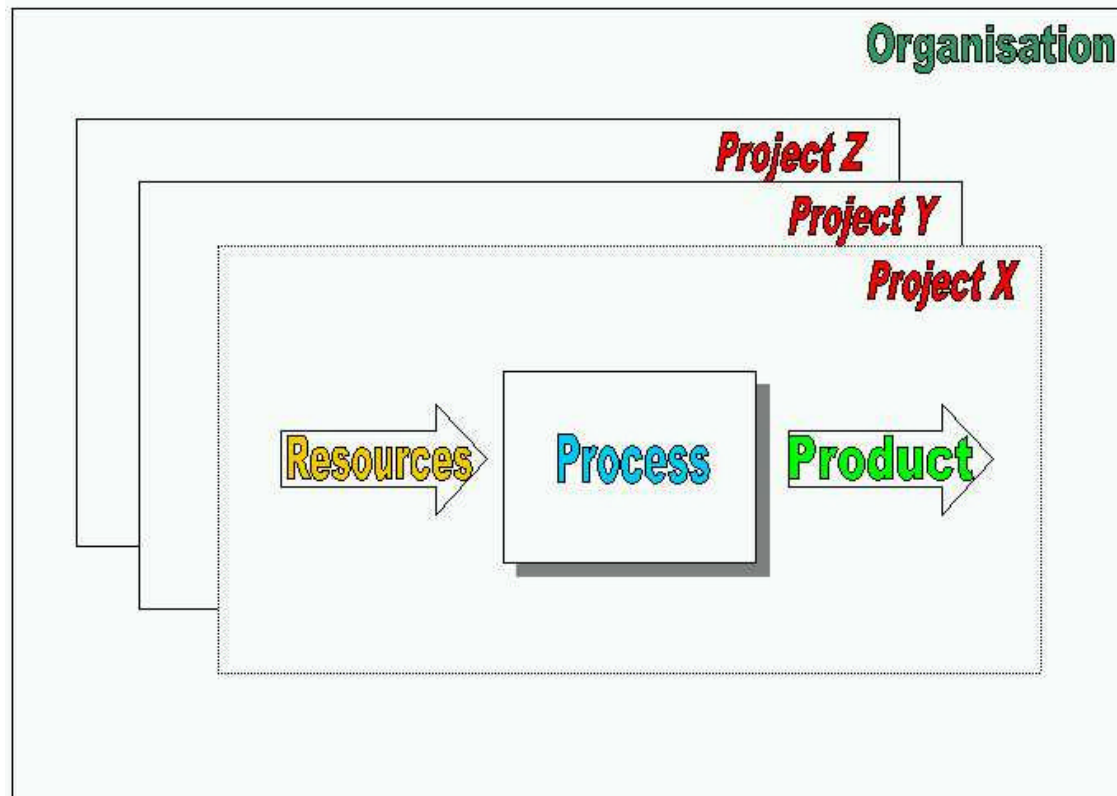 Organisation
Project Z
Project Y
Project X
Resources
Process
Product